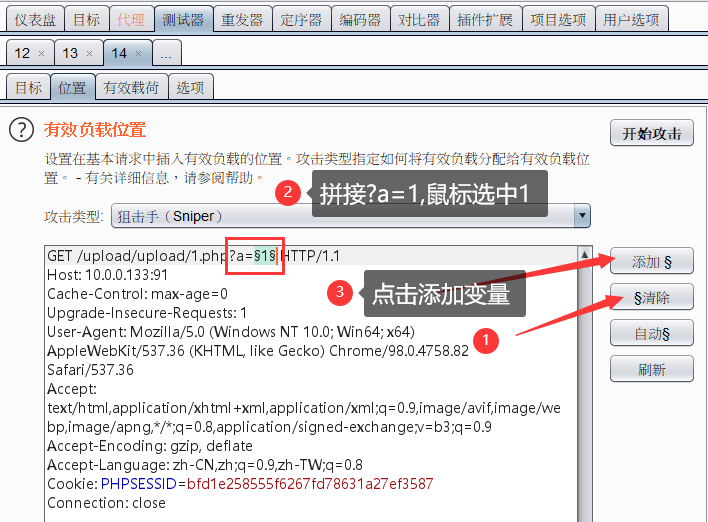 仪表盘 目标 代理 测试器 重发器 定序器 编码器 对比器 插件扩展 项目选项 用户选项
12 × 13 × 14 × ...
目标 位置 有效载荷 选项
? 有效负载位置 开始攻击
设置在基本请求中插入有效负载的位置。攻击类型指定如何将有效负载分配给有效负载位
置。 - 有关详细信息，请参阅帮助。
2 拼接?a=1,鼠标选中1
攻击类型: 狙击手（Sniper）
GET /upload/upload/1.php?a=§1§ HTTP/1.1
添加 §
Host: 10.0.0.133:91
3 点击添加变量
Cache-Control: max-age=0
§清除
Upgrade-Insecure-Requests: 1
User-Agent: Mozilla/5.0 (Windows NT 10.0; Win64; x64)
1
自动§
AppleWebKit/537.36 (KHTML, like Gecko) Chrome/98.0.4758.82
Safari/537.36
刷新
Accept:
text/html,application/xhtml+xml,application/xml;q=0.9,image/avif,image/we
bp,image/apng,*/*;q=0.8,application/signed-exchange;v=b3;q=0.9
Accept-Encoding: gzip, deflate
Accept-Language: zh-CN,zh;q=0.9,zh-TW;q=0.8
Cookie: PHPSESSID=bfd1e258555f6267fd78631a27ef3587
Connection: close